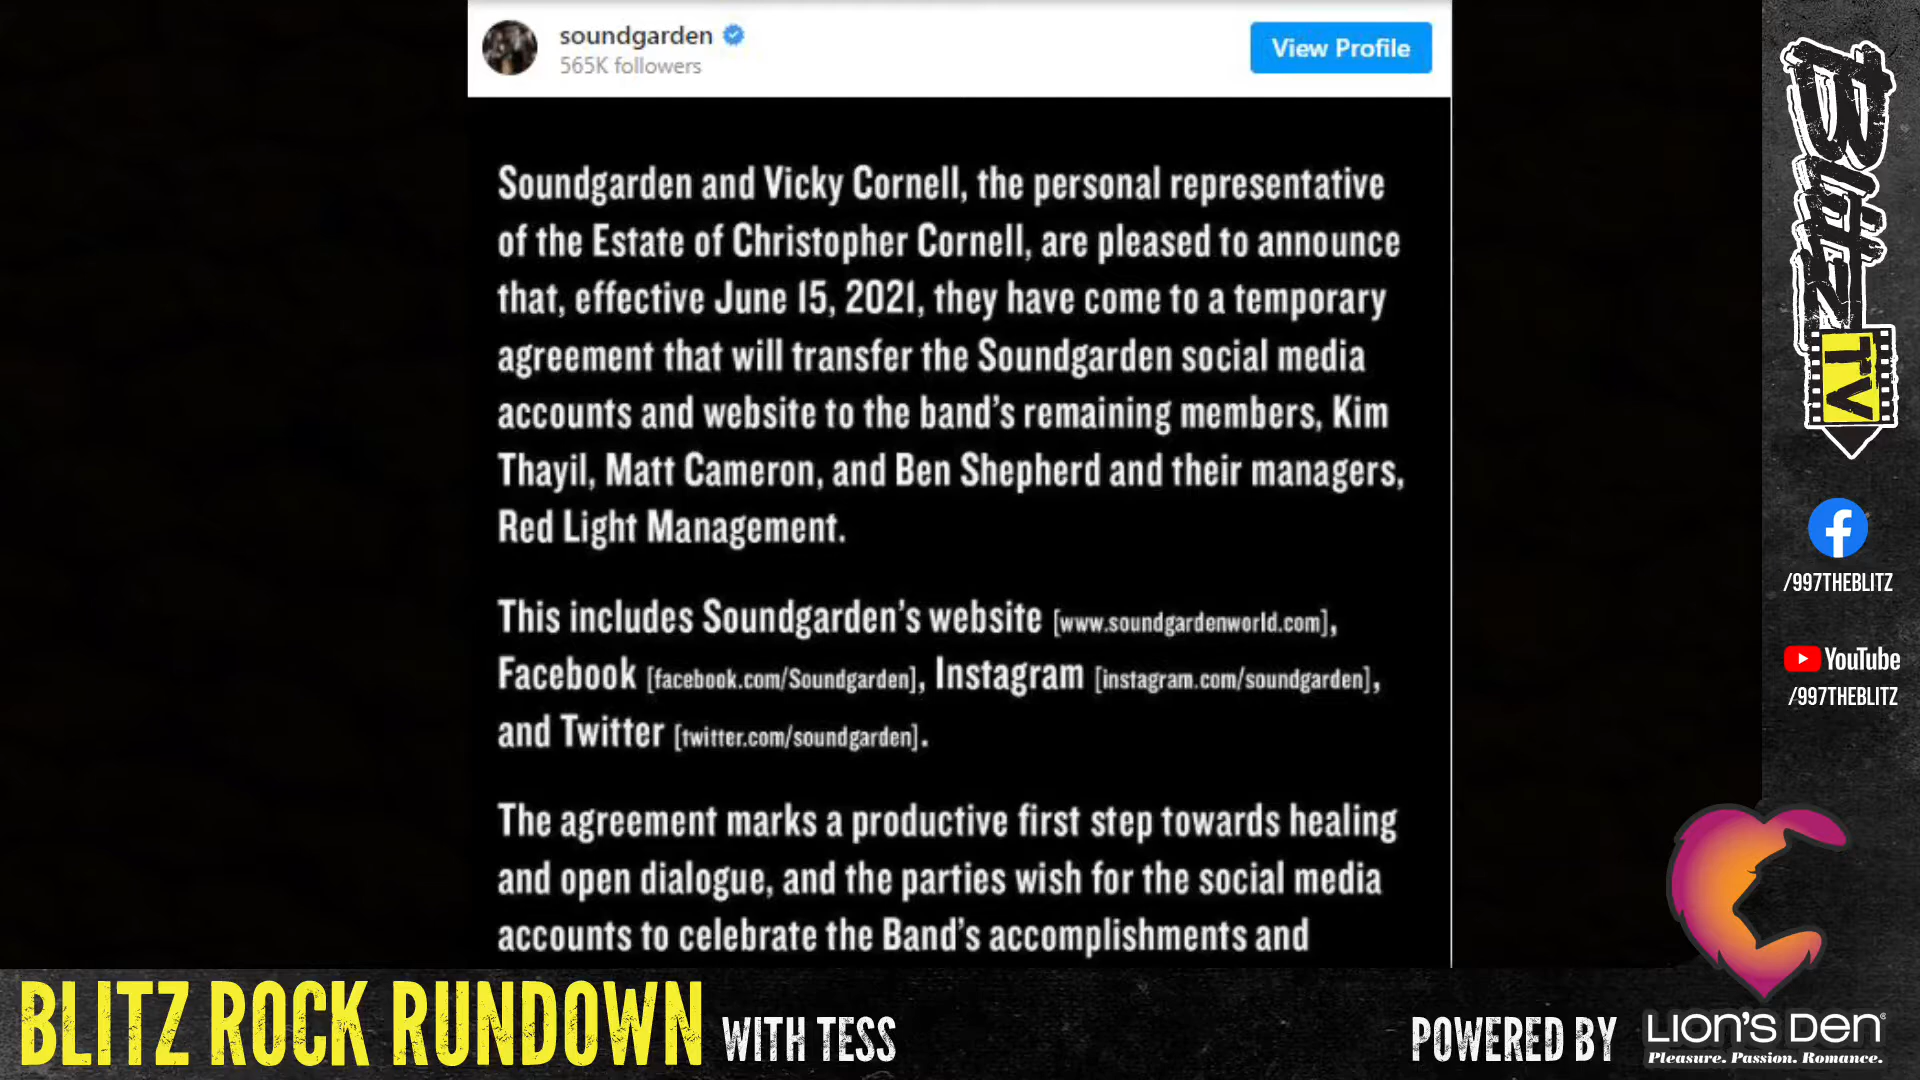 soundgarden
565K followers
View Profile
Soundgarden and Vicky Cornell, the personal representative
of the Estate of Christopher Cornell, are pleased to announce
that, effective June 15, 2021, they have come to a temporary
agreement that will transfer the Soundgarden social media
accounts and website to the band's remaining members, Kim
Thayil, Matt Cameron, and Ben Shepherd and their managers,
Red Light Management.
This includes Soundgarden's website [www.soundgardenworld.com],
Facebook [facebook.com/Soundgarden], Instagram [instagram.com/soundgarden],
and Twitter [twitter.com/soundgarden].
The agreement marks a productive first step towards healing
and open dialogue, and the parties wish for the social media
accounts to celebrate the Band's accomplishments and
Blitz
TV
/997THEBLITZ
YouTube
/997THEBLITZ
BLITZ ROCK RUNDOWN WITH TESS
POWERED BY
LION'S DEN®
Pleasure. Passion. Romance.